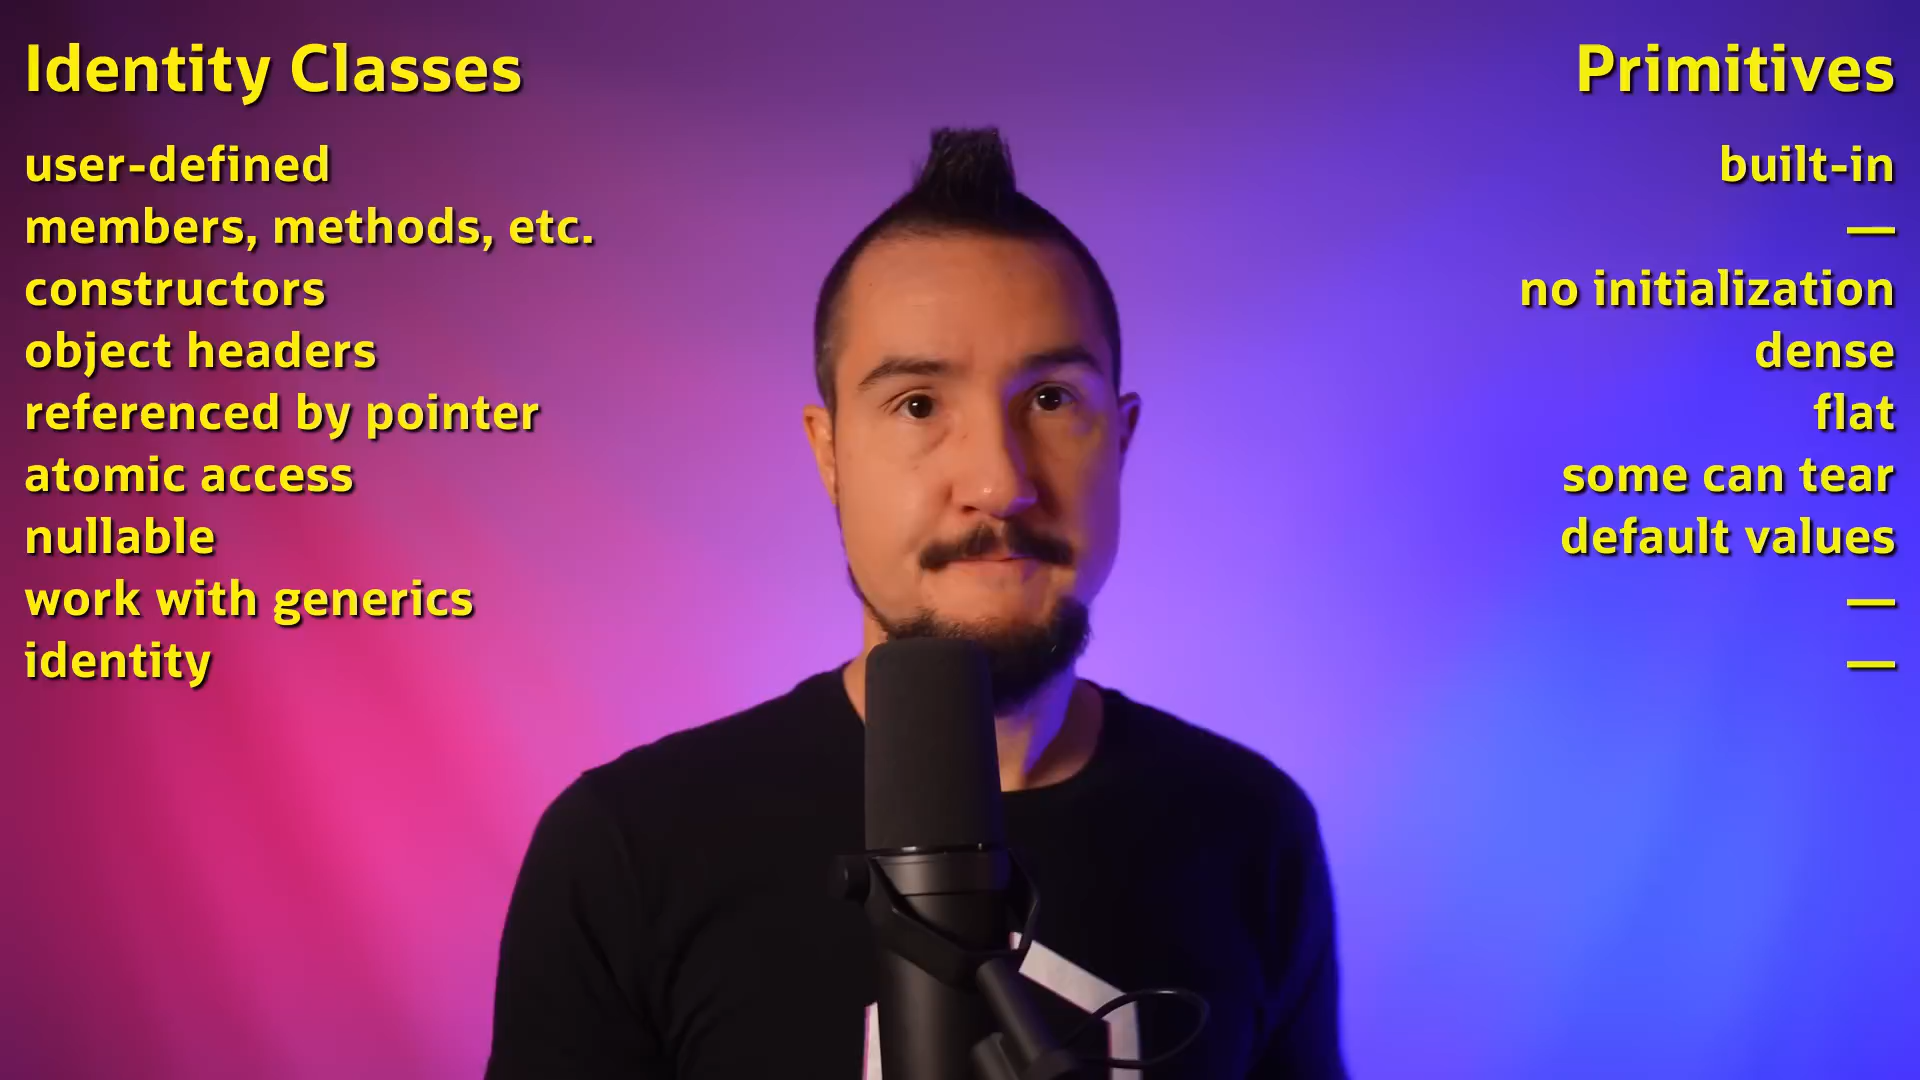 Identity Classes
user-defined
members, methods, etc.
constructors
object headers
referenced by pointer
atomic access
nullable
work with generics
identity
Primitives
built-in
—
no initialization
dense
flat
some can tear
default values
—
—